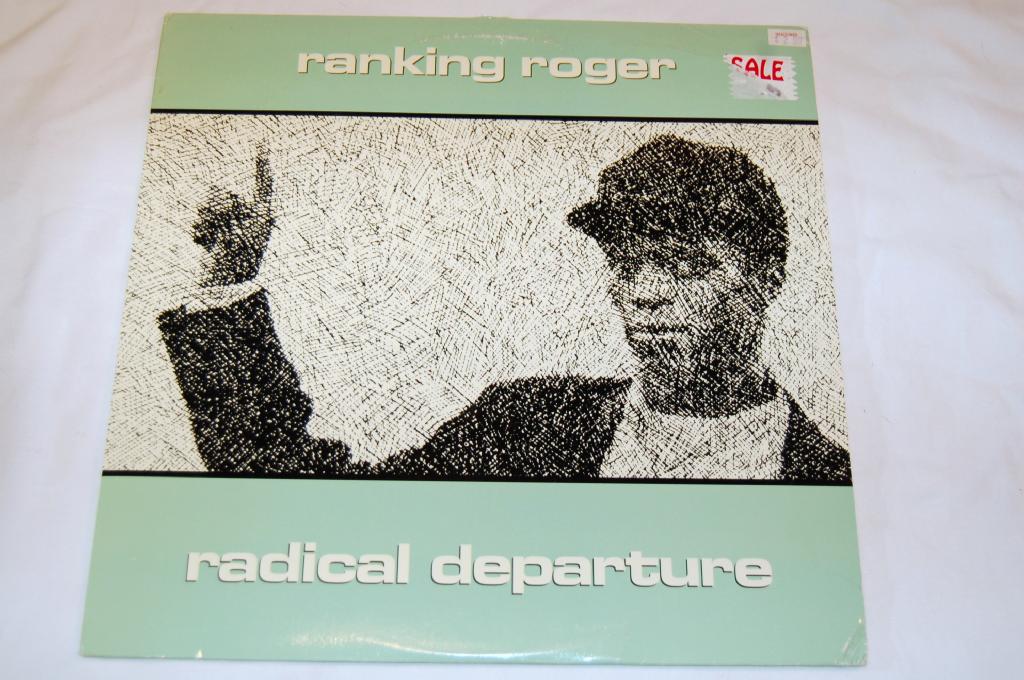 ranking roger
SALE
radical departure